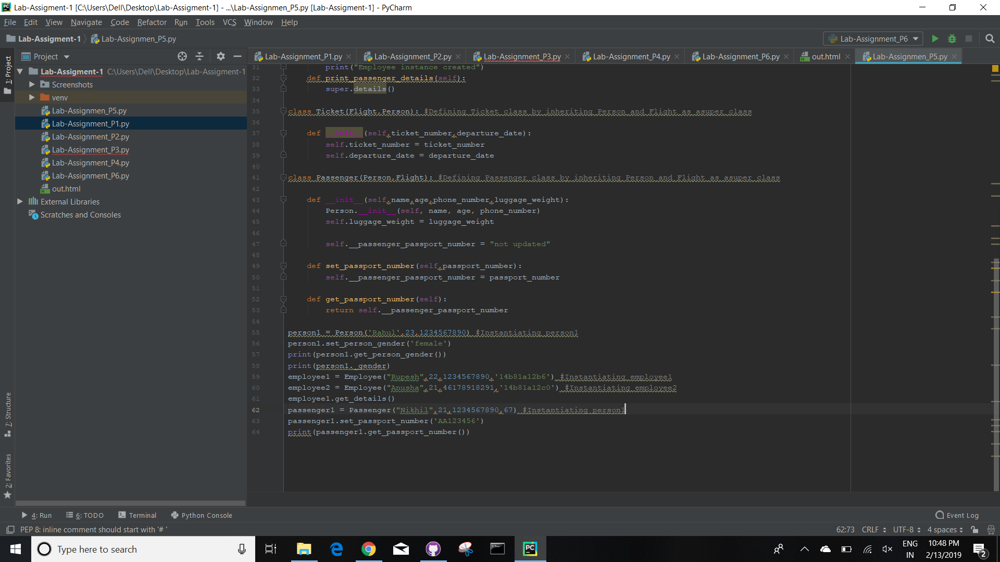 Lab-Assigment-1 [C:\Users\Dell\Desktop\Lab-Assigment-1] - ...\Lab-Assignmen_P5.py [Lab-Assigment-1] - PyCharm
File Edit View Navigate Code Refactor Run Tools VCS Window Help
Lab-Assigment-1 Lab-Assignmen_P5.py
Lab-Assignment_P6
Project
Lab-Assignment_P1.py Lab-Assignment_P2.py Lab-Assignment_P3.py Lab-Assignment_P4.py Lab-Assignment_P6.py out.html Lab-Assignmen_P5.py
1: Project
Lab-Assigment-1 C:\Users\Dell\Desktop\Lab-Assigment-1
Screenshots
venv
Lab-Assignmen_P5.py
Lab-Assignment_P1.py
Lab-Assignment_P2.py
Lab-Assignment_P3.py
Lab-Assignment_P4.py
Lab-Assignment_P6.py
out.html
External Libraries
Scratches and Consoles
7: Structure
2: Favorites
31 print("Employee instance created")
32 def print_passenger_details(self):
33 super.details()
34
35 class Ticket(Flight,Person): #Defining Ticket class by inheriting Person and Flight as asuper class
36
37 def __init__(self,ticket_number,departure_date):
38 self.ticket_number = ticket_number
39 self.departure_date = departure_date
40
41 class Passenger(Person,Flight): #Defining Passenger class by inheriting Person and Flight as asuper class
42
43 def __init__(self,name,age,phone_number,luggage_weight):
44 Person.__init__(self, name, age, phone_number)
45 self.luggage_weight = luggage_weight
46
47 self.__passenger_passport_number = "not updated"
48
49 def set_passport_number(self,passport_number):
50 self.__passenger_passport_number = passport_number
51
52 def get_passport_number(self):
53 return self.__passenger_passport_number
54
55 person1 = Person('Rahul',23,1234567890) #Instantiating person1
56 person1.set_person_gender('female')
57 print(person1.get_person_gender())
58 print(person1._gender)
59 employee1 = Employee("Rupesh",22,1234567890,'14b81a12b6') #Instantiating employee1
60 employee2 = Employee("Anusha",21,46178918291,'14b81a12c0') #Instantiating employee2
61 employee1.get_details()
62 passenger1 = Passenger("Nikhil",21,1234567890,67) #Instantiating person1
63 passenger1.set_passport_number('AA123456')
64 print(passenger1.get_passport_number())
4: Run 6: TODO Terminal Python Console Event Log
PEP 8: inline comment should start with '# ' 62:73 CRLF UTF-8 4 spaces
Type here to search
ENG
IN
10:48 PM
2/13/2019
2